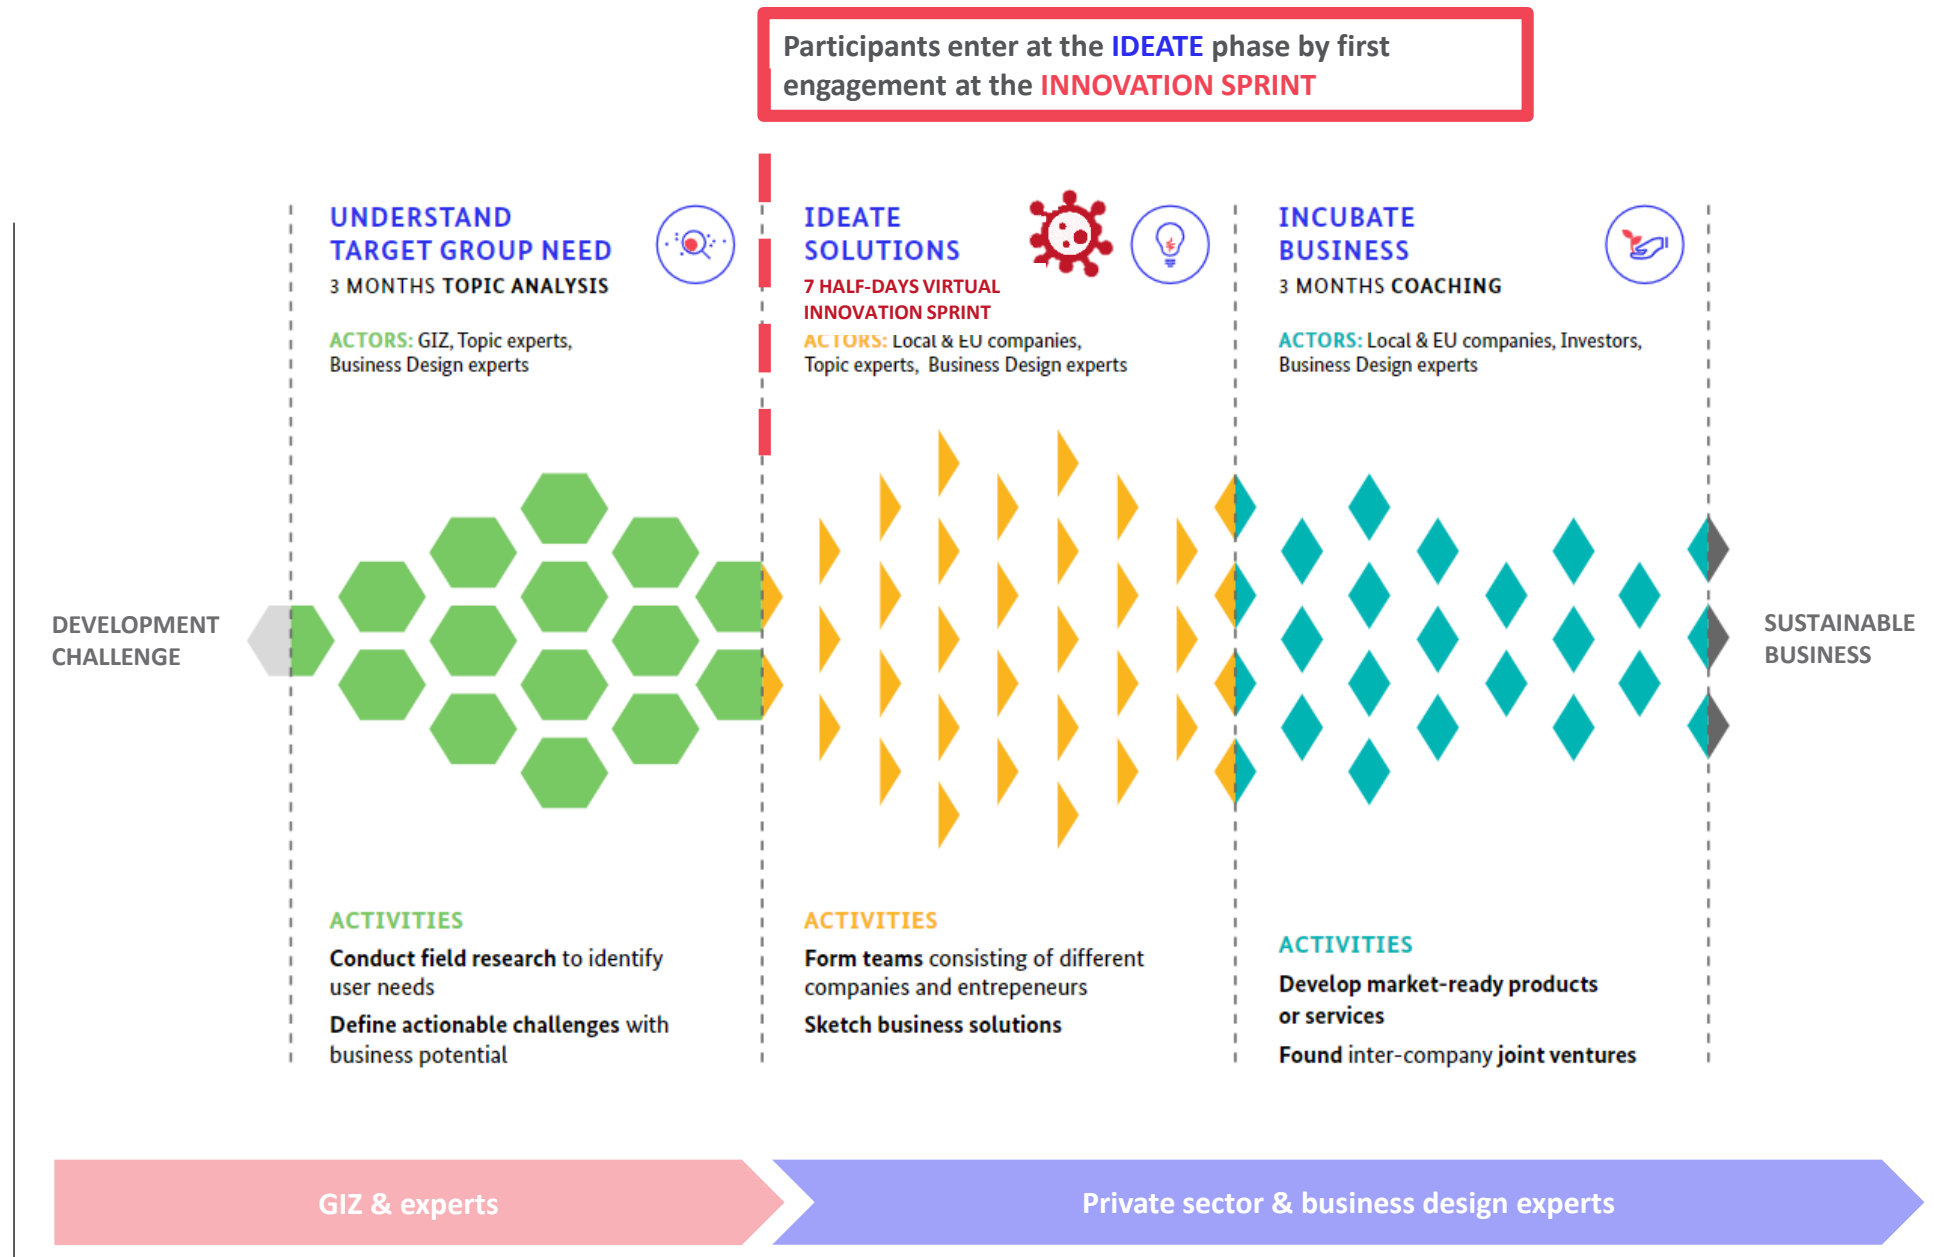 Participants enter at the IDEATE phase by first
engagement at the INNOVATION SPRINT
UNDERSTAND
TARGET GROUP NEED
3 MONTHS TOPIC ANALYSIS
ACTORS: GIZ, Topic experts,
Business Design experts
IDEATE
SOLUTIONS
7 HALF-DAYS VIRTUAL
INNOVATION SPRINT
ACTORS: Local & EU companies,
Topic experts, Business Design experts
INCUBATE
BUSINESS
3 MONTHS COACHING
ACTORS: Local & EU companies, Investors,
Business Design experts
DEVELOPMENT
CHALLENGE
SUSTAINABLE
BUSINESS
ACTIVITIES
Conduct field research to identify
user needs
Define actionable challenges with
business potential
ACTIVITIES
Form teams consisting of different
companies and entrepeneurs
Sketch business solutions
ACTIVITIES
Develop market-ready products
or services
Found inter-company joint ventures
GIZ & experts
Private sector & business design experts